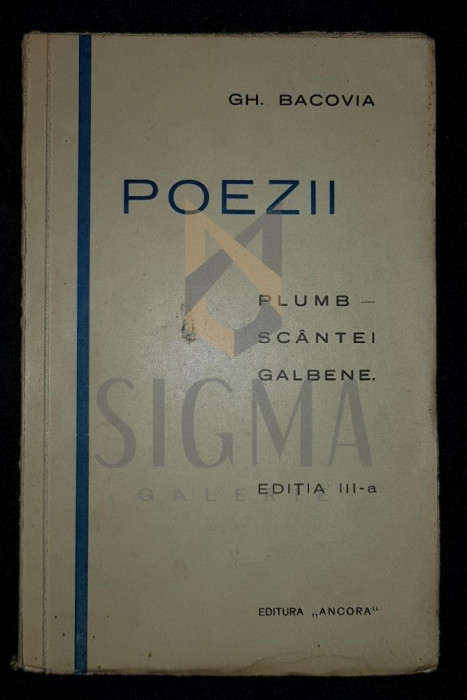 GH. BACOVIA
POEZII
PLUMB —
SCÂNTEI
GALBENE.
SIGMA
GALERIE
EDIȚIA III-a
EDITURA „ANCORA“